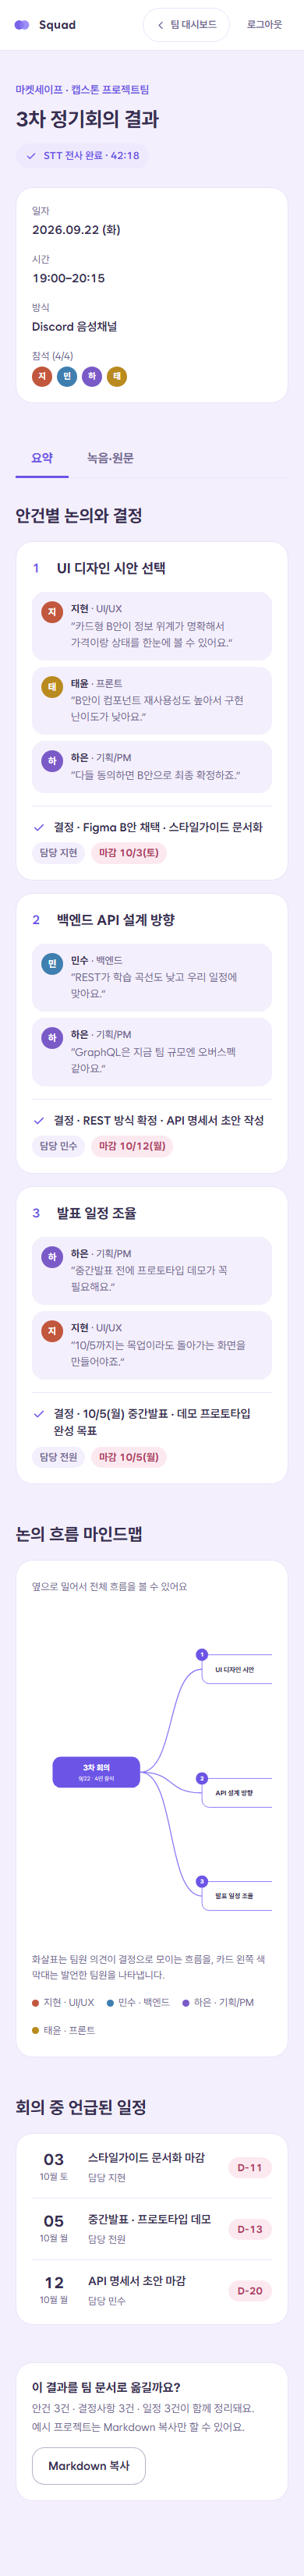 Squad
팀 대시보드
로그아웃
마켓세이프 · 캡스톤 프로젝트팀
3차 정기회의 결과
STT 전사 완료 · 42:18
일자
2026.09.22 (화)
시간
19:00–20:15
방식
Discord 음성채널
참석 (4/4)
지 민 하 태
요약
녹음·원문
안건별 논의와 결정
1 UI 디자인 시안 선택
지
지현 · UI/UX
“카드형 B안이 정보 위계가 명확해서
가격이랑 상태를 한눈에 볼 수 있어요.”
태
태윤 · 프론트
“B안이 컴포넌트 재사용성도 높아서 구현
난이도가 낮아요.”
하
하은 · 기획/PM
“다들 동의하면 B안으로 최종 확정하죠.”
결정 · Figma B안 채택 · 스타일가이드 문서화
담당 지현
마감 10/3(토)
2 백엔드 API 설계 방향
민
민수 · 백엔드
“REST가 학습 곡선도 낮고 우리 일정에
맞아요.”
하
하은 · 기획/PM
“GraphQL은 지금 팀 규모엔 오버스펙
같아요.”
결정 · REST 방식 확정 · API 명세서 초안 작성
담당 민수
마감 10/12(월)
3 발표 일정 조율
하
하은 · 기획/PM
“중간발표 전에 프로토타입 데모가 꼭
필요해요.”
지
지현 · UI/UX
“10/5까지는 목업이라도 돌아가는 화면을
만들어야죠.”
결정 · 10/5(월) 중간발표 · 데모 프로토타입
완성 목표
담당 전원
마감 10/5(월)
논의 흐름 마인드맵
옆으로 밀어서 전체 흐름을 볼 수 있어요
1
UI 디자인 시안
3차 회의
9/22 · 4인 참석
2
API 설계 방향
3
발표 일정 조율
화살표는 팀원 의견이 결정으로 모이는 흐름을, 카드 왼쪽 색
막대는 발언한 팀원을 나타냅니다.
지현 · UI/UX
민수 · 백엔드
하은 · 기획/PM
태윤 · 프론트
회의 중 언급된 일정
03
10월 토
스타일가이드 문서화 마감
담당 지현
D-11
05
10월 월
중간발표 · 프로토타입 데모
담당 전원
D-13
12
10월 월
API 명세서 초안 마감
담당 민수
D-20
이 결과를 팀 문서로 옮길까요?
안건 3건 · 결정사항 3건 · 일정 3건이 함께 정리돼요.
예시 프로젝트는 Markdown 복사만 할 수 있어요.
Markdown 복사